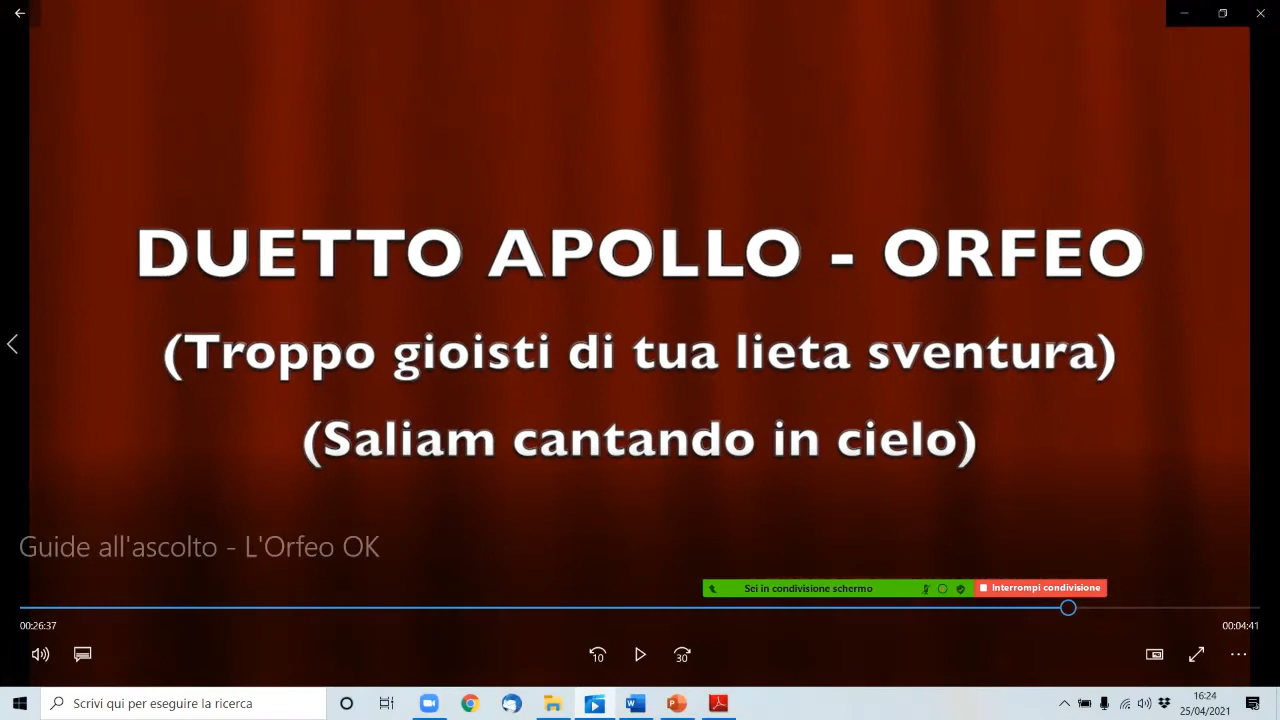 DUETTO APOLLO - ORFEO
(Troppo gioisti di tua lieta sventura)
(Saliam cantando in cielo)
Guide all'ascolto - L'Orfeo OK
Sei in condivisione schermo
Interrompi condivisione
00:26:37
00:04:41
10
30
Scrivi qui per eseguire la ricerca
16:24
25/04/2021